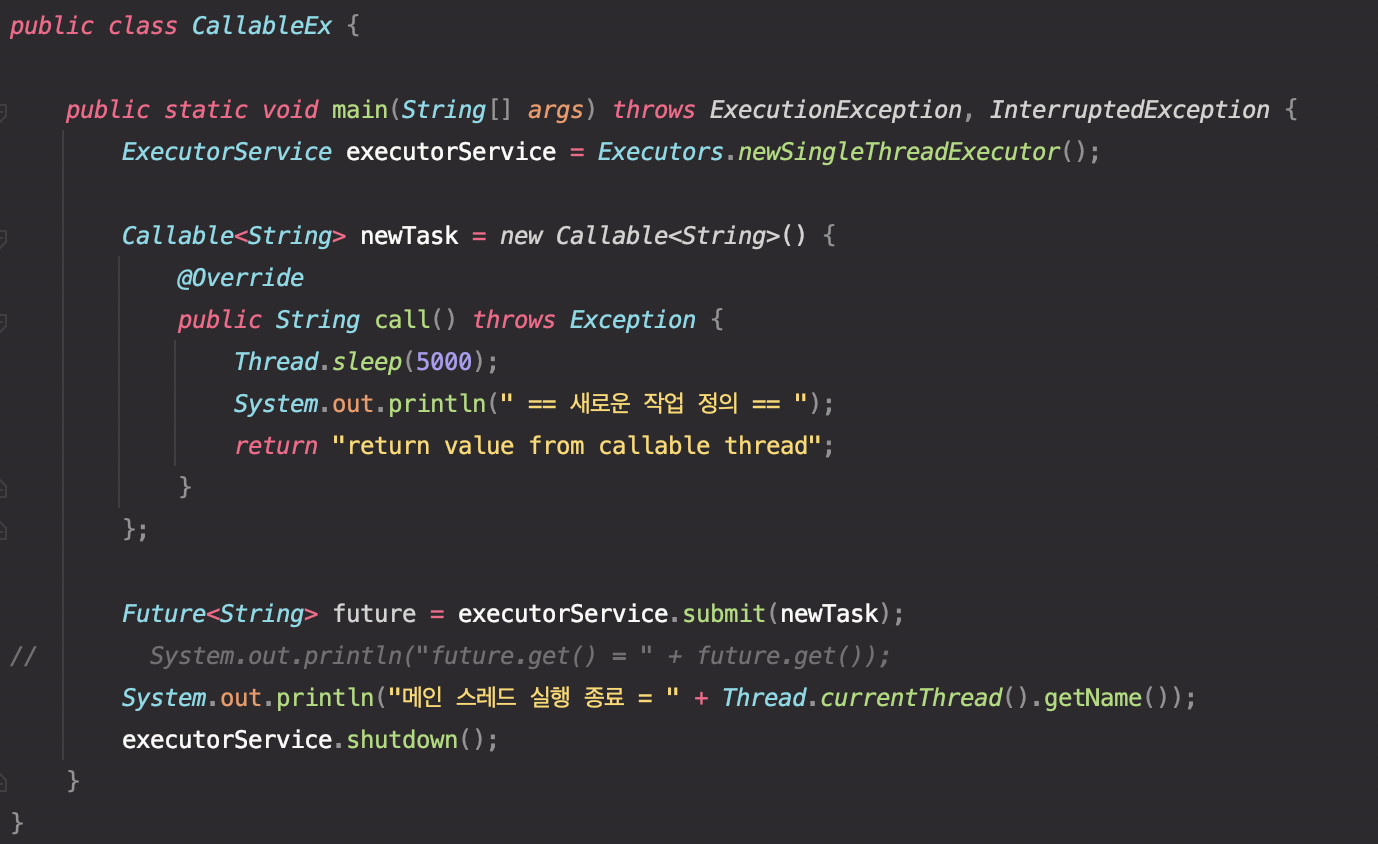 public class CallableEx {
public static void main(String[] args) throws ExecutionException, InterruptedException {
ExecutorService executorService = Executors.newSingleThreadExecutor();
Callable<String> newTask = new Callable<String>() {
@Override
public String call() throws Exception {
Thread.sleep(5000);
System.out.println(" == 새로운 작업 정의 == ");
return "return value from callable thread";
}
};
Future<String> future = executorService.submit(newTask);
// System.out.println("future.get() = " + future.get());
System.out.println("메인 스레드 실행 종료 = " + Thread.currentThread().getName());
executorService.shutdown();
}
}